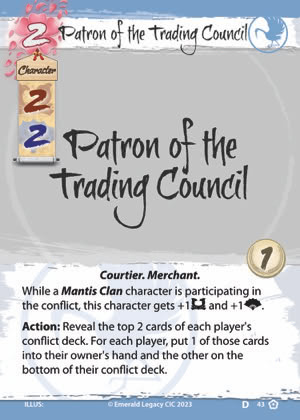 2
Patron of the Trading Council
Character
2
2
Patron of the
Trading Council
1
Courtier. Merchant.
While a Mantis Clan character is participating
in the conflict, this character gets +1 and +1.
Action: Reveal the top 2 cards of each player's
conflict deck. For each player, put 1 of those cards
into their owner's hand and the other on the
bottom of their conflict deck.
ILLUS: © Emerald Legacy CIC 2023 D 43